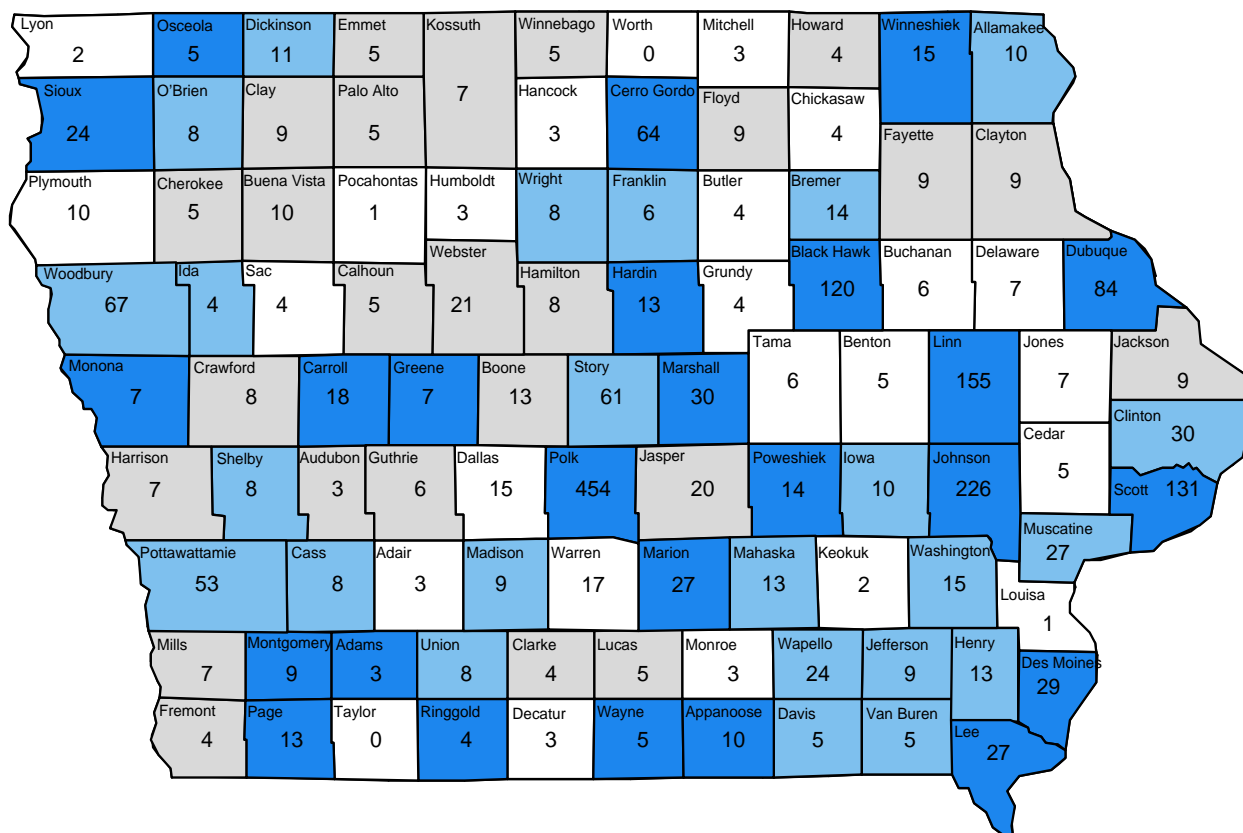 Lyon
2
Osceola
5
Dickinson
11
Emmet
5
Kossuth
7
Winnebago
5
Worth
0
Mitchell
3
Howard
4
Winneshiek
15
Allamakee
10
Sioux
24
O’Brien
8
Clay
9
Palo Alto
5
Hancock
3
Cerro Gordo
64
Floyd
9
Chickasaw
4
Fayette
9
Clayton
9
Plymouth
10
Cherokee
5
Buena Vista
10
Pocahontas
1
Humboldt
3
Wright
8
Franklin
6
Butler
4
Bremer
14
Woodbury
67
Ida
4
Sac
4
Calhoun
5
Webster
21
Hamilton
8
Hardin
13
Grundy
4
Black Hawk
120
Buchanan
6
Delaware
7
Dubuque
84
Monona
7
Crawford
8
Carroll
18
Greene
7
Boone
13
Story
61
Marshall
30
Tama
6
Benton
5
Linn
155
Jones
7
Jackson
9
Clinton
30
Harrison
7
Shelby
8
Audubon
3
Guthrie
6
Dallas
15
Polk
454
Jasper
20
Poweshiek
14
Iowa
10
Johnson
226
Cedar
5
Scott 131
Muscatine
27
Pottawattamie
53
Cass
8
Adair
3
Madison
9
Warren
17
Marion
27
Mahaska
13
Keokuk
2
Washington
15
Louisa
1
Mills
7
Montgomery
9
Adams
3
Union
8
Clarke
4
Lucas
5
Monroe
3
Wapello
24
Jefferson
9
Henry
13
Des Moines
29
Fremont
4
Page
13
Taylor
0
Ringgold
4
Decatur
3
Wayne
5
Appanoose
10
Davis
5
Van Buren
5
Lee
27